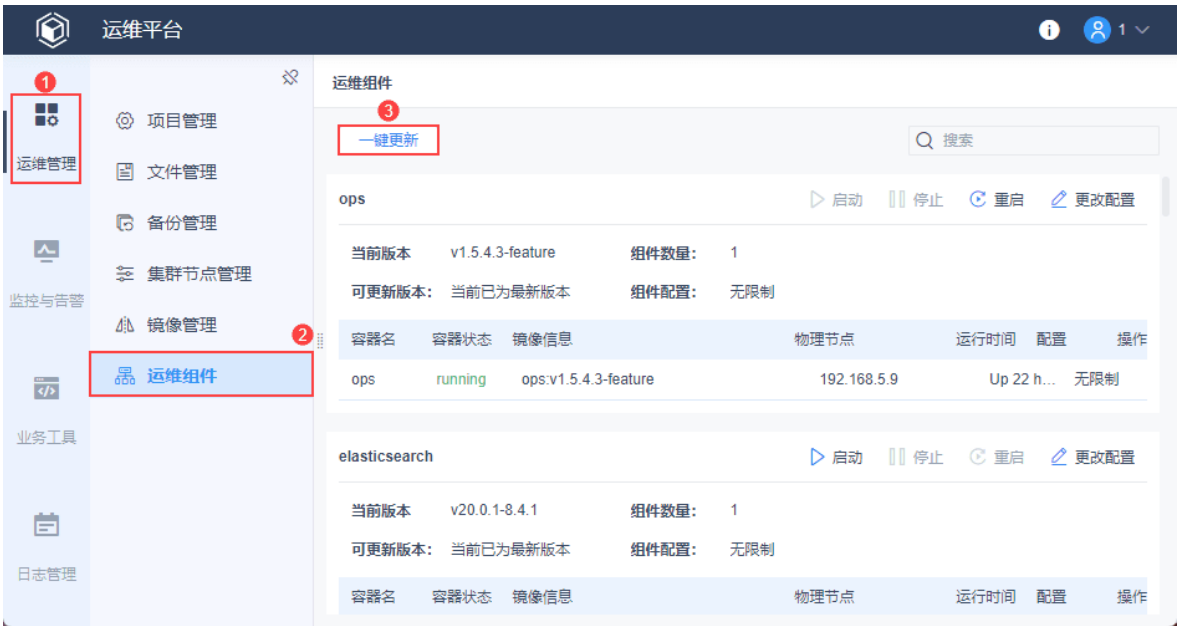 运维平台
1
1
运维管理
监控与告警
业务工具
日志管理
项目管理
文件管理
备份管理
集群节点管理
镜像管理
2
运维组件
运维组件
3
一键更新
搜索
ops
启动 停止 重启 更改配置
当前版本 v1.5.4.3-feature 组件数量： 1
可更新版本： 当前已为最新版本 组件配置： 无限制
容器名 容器状态 镜像信息 物理节点 运行时间 配置 操作
ops running ops:v1.5.4.3-feature 192.168.5.9 Up 22 h... 无限制
elasticsearch
启动 停止 重启 更改配置
当前版本 v20.0.1-8.4.1 组件数量： 1
可更新版本： 当前已为最新版本 组件配置： 无限制
容器名 容器状态 镜像信息 物理节点 运行时间 配置 操作